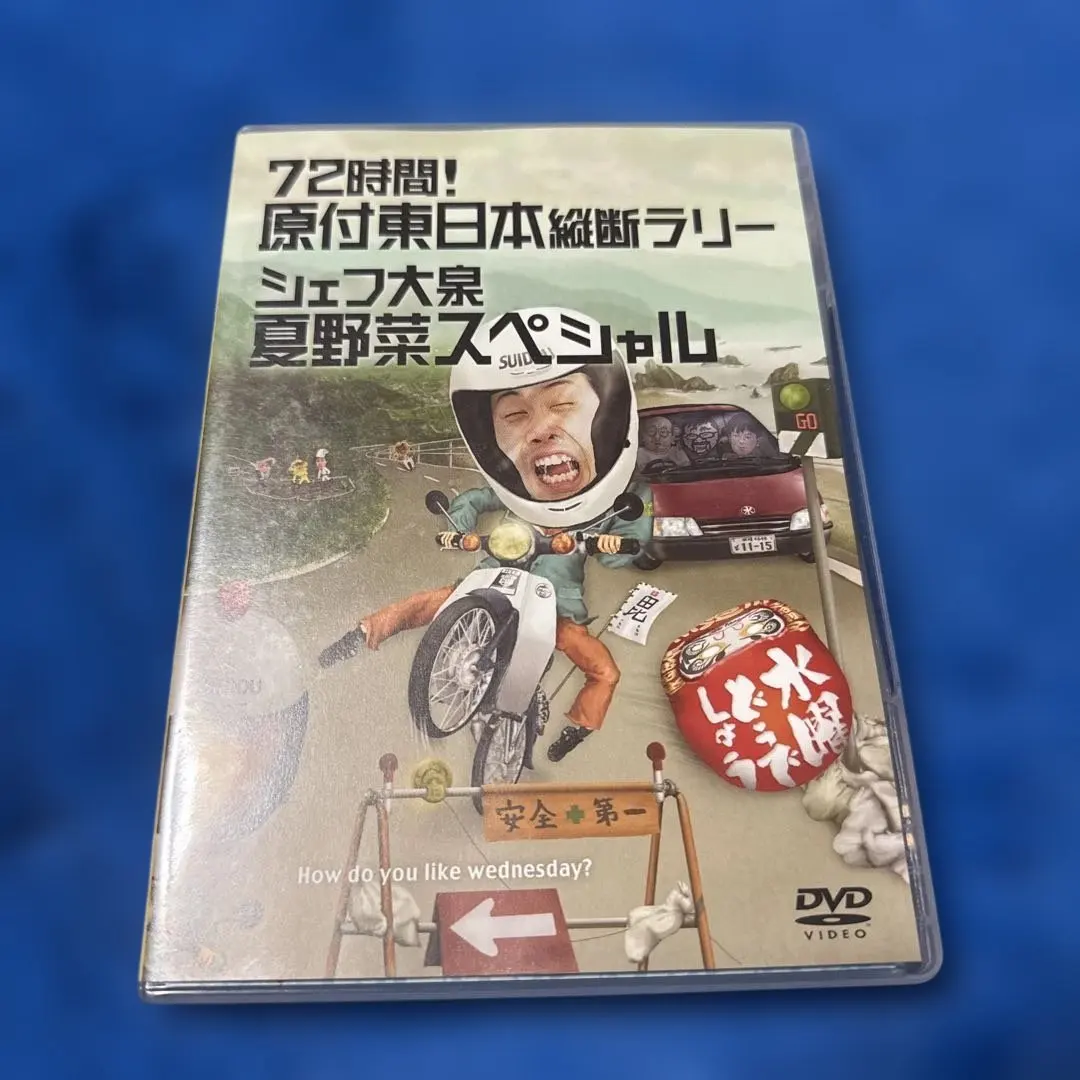 72時間!
原付東日本縦断ラリー
シェフ大泉
夏野菜スペシャル
SUIDOU
GO
11-15
毘
水曜
どうで
しょう
安全+第一
How do you like wednesday?
DVD
VIDEO